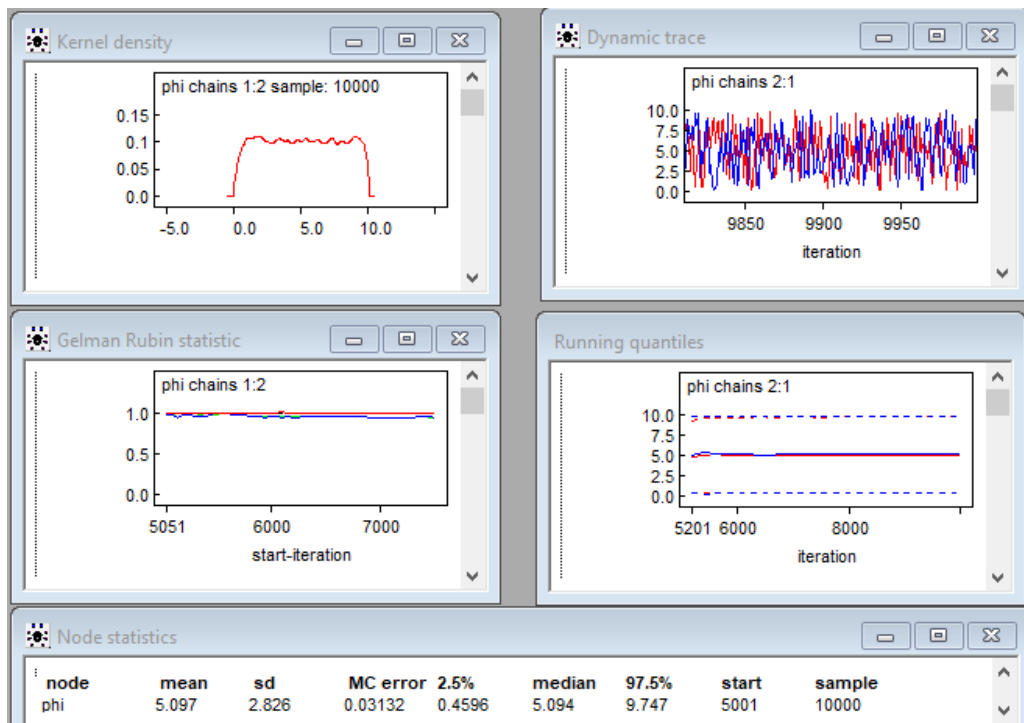 Kernel density
phi chains 1:2 sample: 10000
0.15
0.1
0.05
0.0
-5.0 0.0 5.0 10.0
Dynamic trace
phi chains 2:1
10.0
7.5
5.0
2.5
0.0
9850 9900 9950
iteration
Gelman Rubin statistic
phi chains 1:2
1.0
0.5
0.0
5051 6000 7000
start-iteration
Running quantiles
phi chains 2:1
10.0
7.5
5.0
2.5
0.0
5201 6000 8000
iteration
Node statistics
node mean sd MC error 2.5% median 97.5% start sample
phi 5.097 2.826 0.03132 0.4596 5.094 9.747 5001 10000